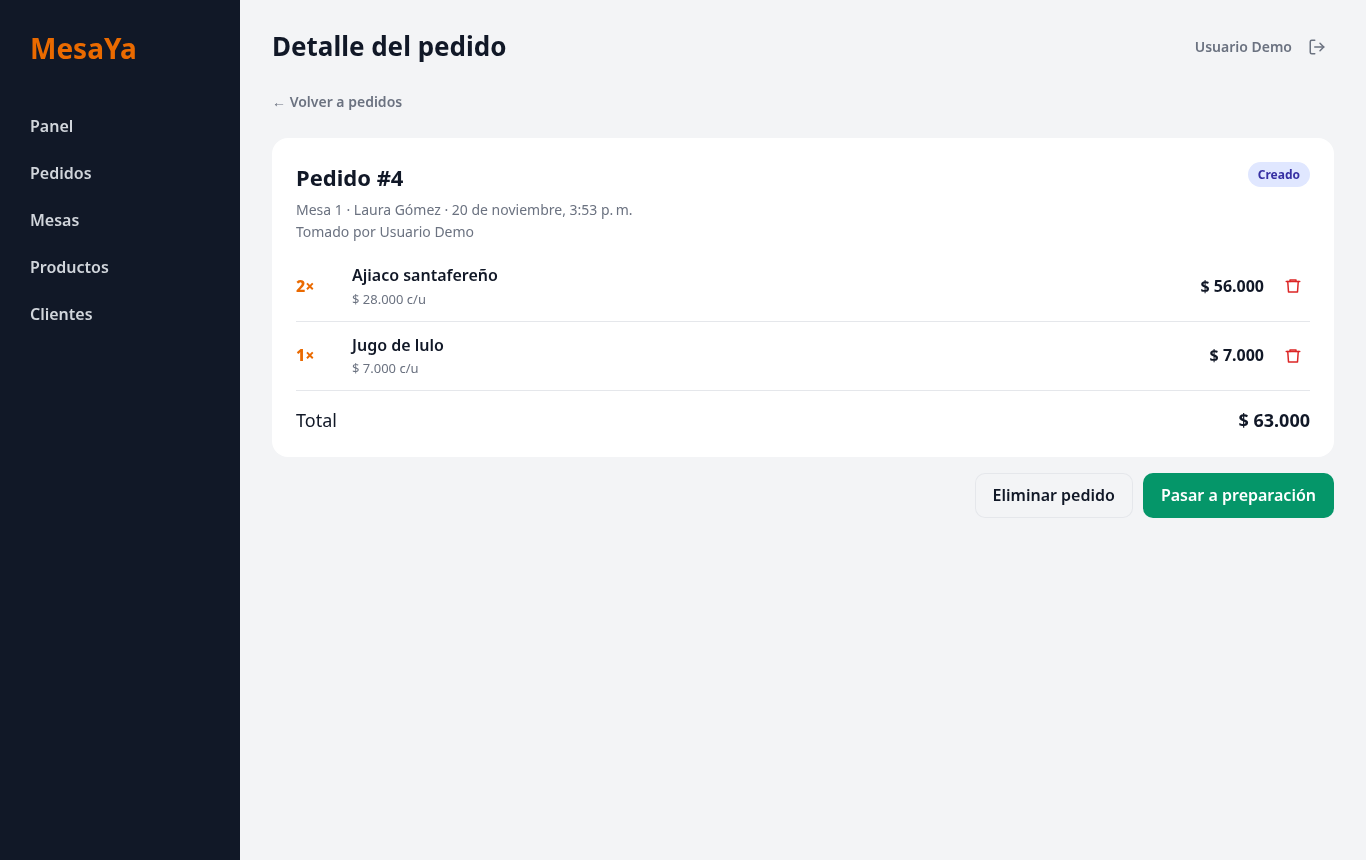 MesaYa
Panel
Pedidos
Mesas
Productos
Clientes
Detalle del pedido
Usuario Demo
← Volver a pedidos
Pedido #4
Creado
Mesa 1 · Laura Gómez · 20 de noviembre, 3:53 p. m.
Tomado por Usuario Demo
2×
Ajiaco santafereño
$ 28.000 c/u
$ 56.000
1×
Jugo de lulo
$ 7.000 c/u
$ 7.000
Total
$ 63.000
Eliminar pedido
Pasar a preparación